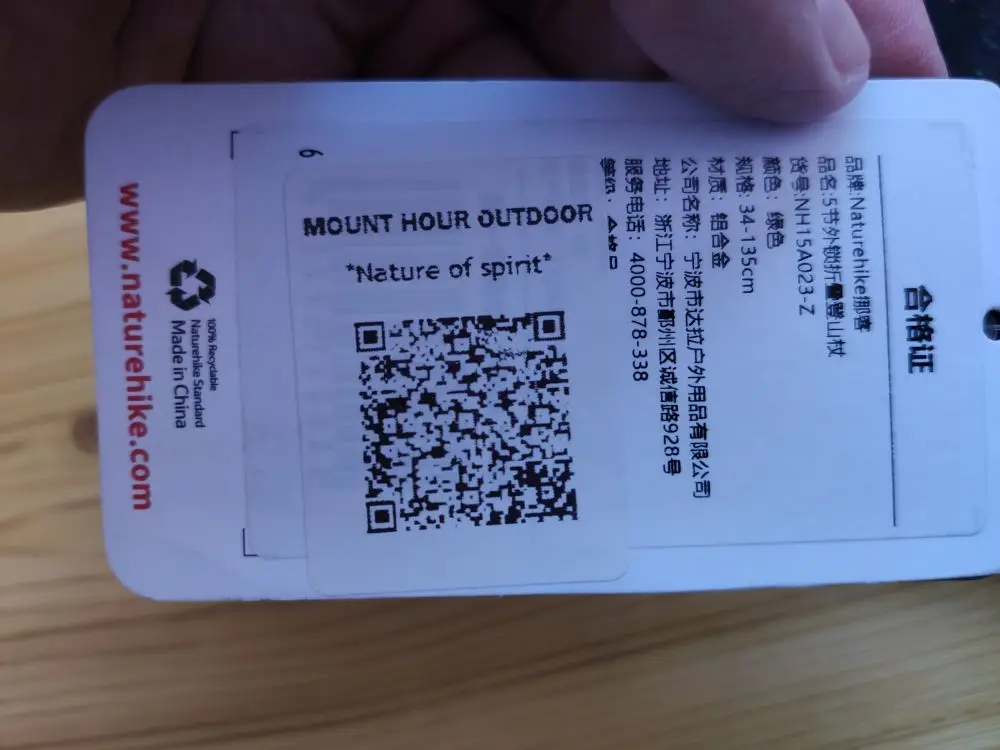 合格证
品牌:Naturehike挪客
品名:5节外锁折叠登山杖
货号:NH15A023-Z
颜色：绿色
规格: 34-135cm
材质：铝合金
公司名称：宁波市达拉户外用品有限公司
地址：浙江宁波市鄞州区诚信路928号
服务电话：4000-878-338
MOUNT HOUR OUTDOOR
"Nature of spirit"
6
100% Recyclable
Naturehike Standard
Made in China
www.naturehike.com